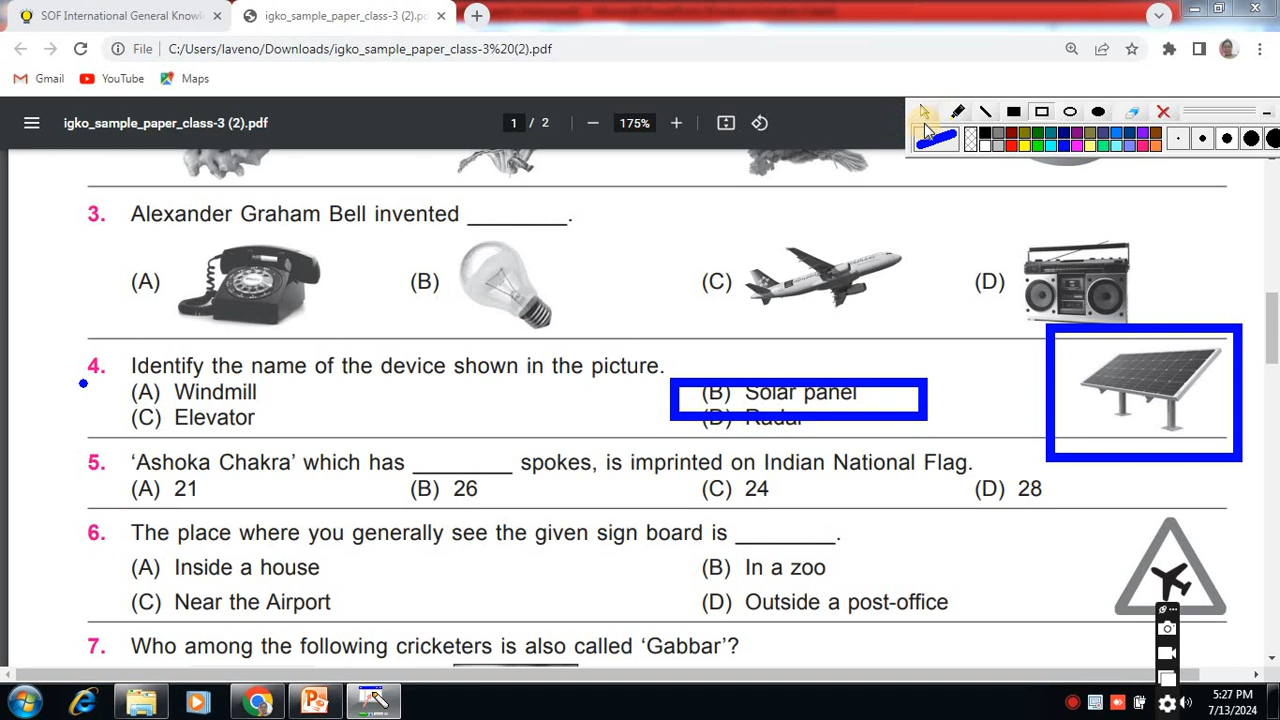 SOF International General Knowl
igko_sample_paper_class-3 (2).pd
File
C:/Users/laveno/Downloads/igko_sample_paper_class-3%20(2).pdf
Gmail
YouTube
Maps
igko_sample_paper_class-3 (2).pdf
1 / 2
175%
3. Alexander Graham Bell invented ________.
(A)
(B)
(C)
(D)
4. Identify the name of the device shown in the picture.
(A) Windmill
(B) Solar panel
(C) Elevator
(D) Radar
5. ‘Ashoka Chakra’ which has ________ spokes, is imprinted on Indian National Flag.
(A) 21
(B) 26
(C) 24
(D) 28
6. The place where you generally see the given sign board is ________.
(A) Inside a house
(B) In a zoo
(C) Near the Airport
(D) Outside a post-office
7. Who among the following cricketers is also called ‘Gabbar’?
5:27 PM
7/13/2024